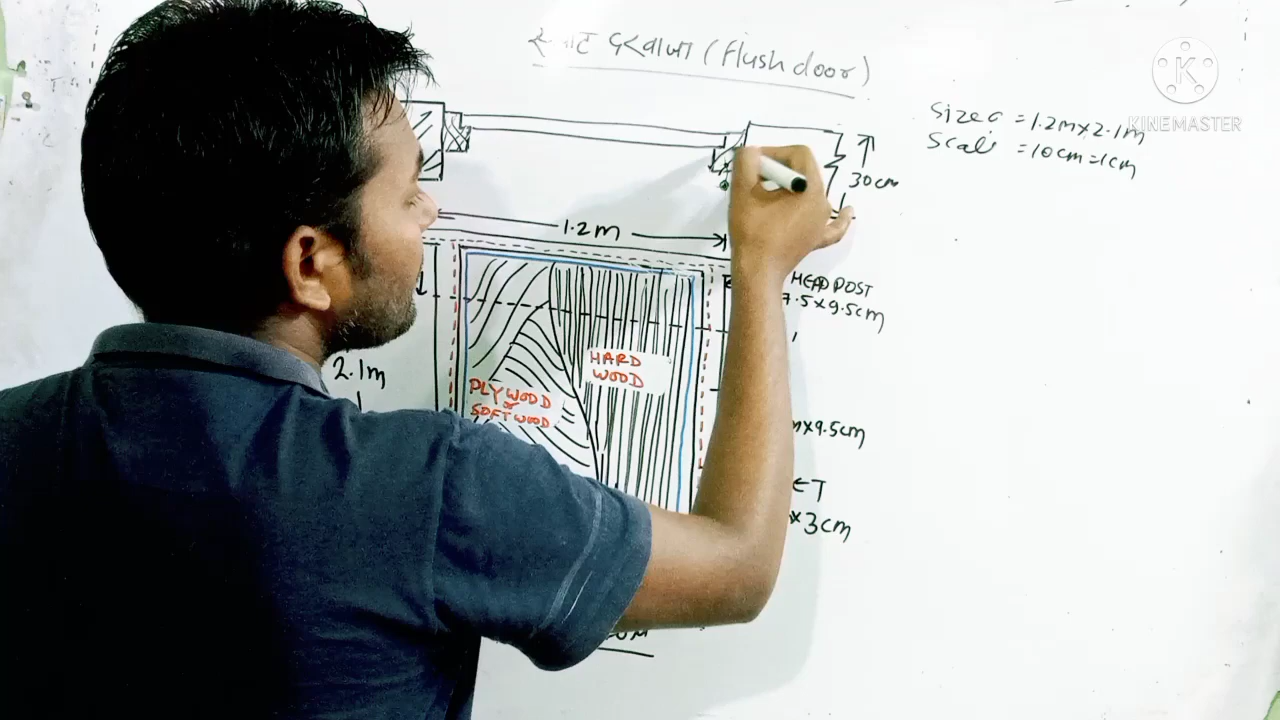 दरवाजा (Flush door)
Size = 1.2m×2.1m
Scale = 10cm=1cm
30cm
1.2m
HEAD POST
7.5×9.5cm
2.1m
HARD
WOOD
PLYWOOD
or
SOFTWOOD
×9.5cm
ET
×3cm
K
KINEMASTER